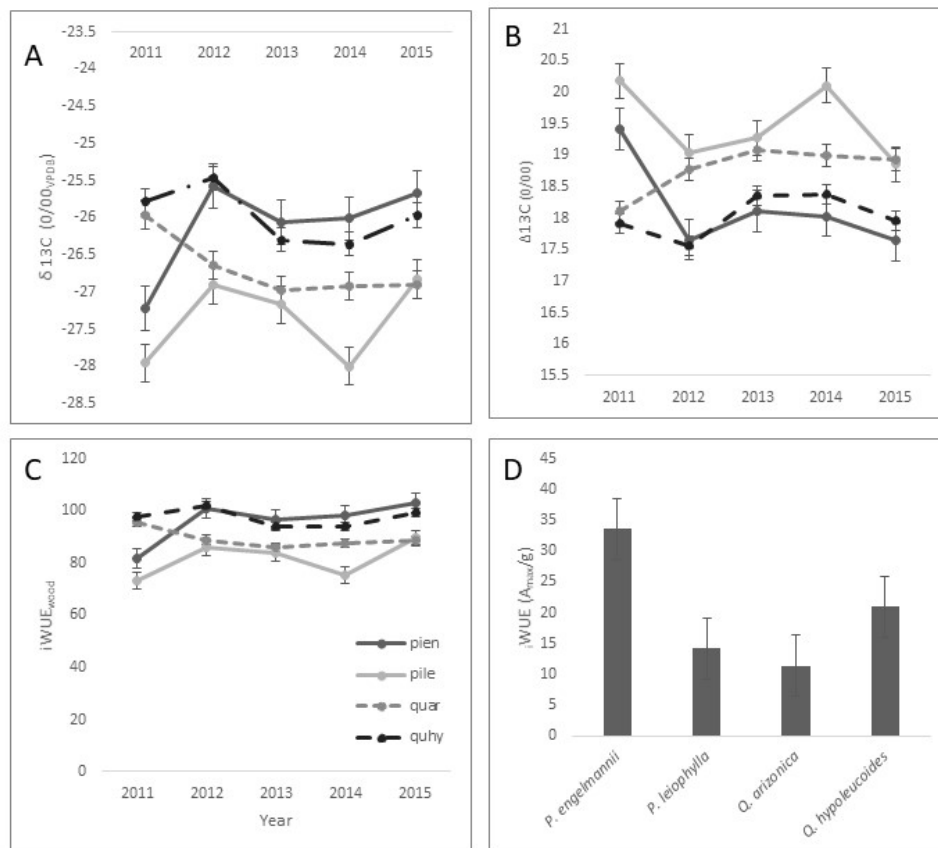 A
-23.5
2011 2012 2013 2014 2015
-24
-24.5
-25
-25.5
-26
-26.5
-27
-27.5
-28
-28.5
δ 13C (0/00VPDB)
B
20.5
20
19.5
19
18.5
18
17.5
17
16.5
16
15.5
2011 2012 2013 2014 2015
Δ13C (0/00)
C
120
100
80
60
40
20
0
iWUEwood
pien
pile
quar
quhy
2011 2012 2013 2014 2015
Year
D
45
40
35
30
25
20
15
10
5
0
iWUE (Amax/g)
P. engelmannii
P. leiophylla
Q. arizonica
Q. hypoleucoides